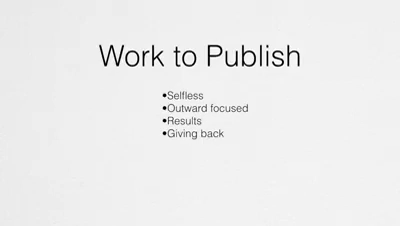 Work to Publish
•Selfless
•Outward focused
•Results
•Giving back